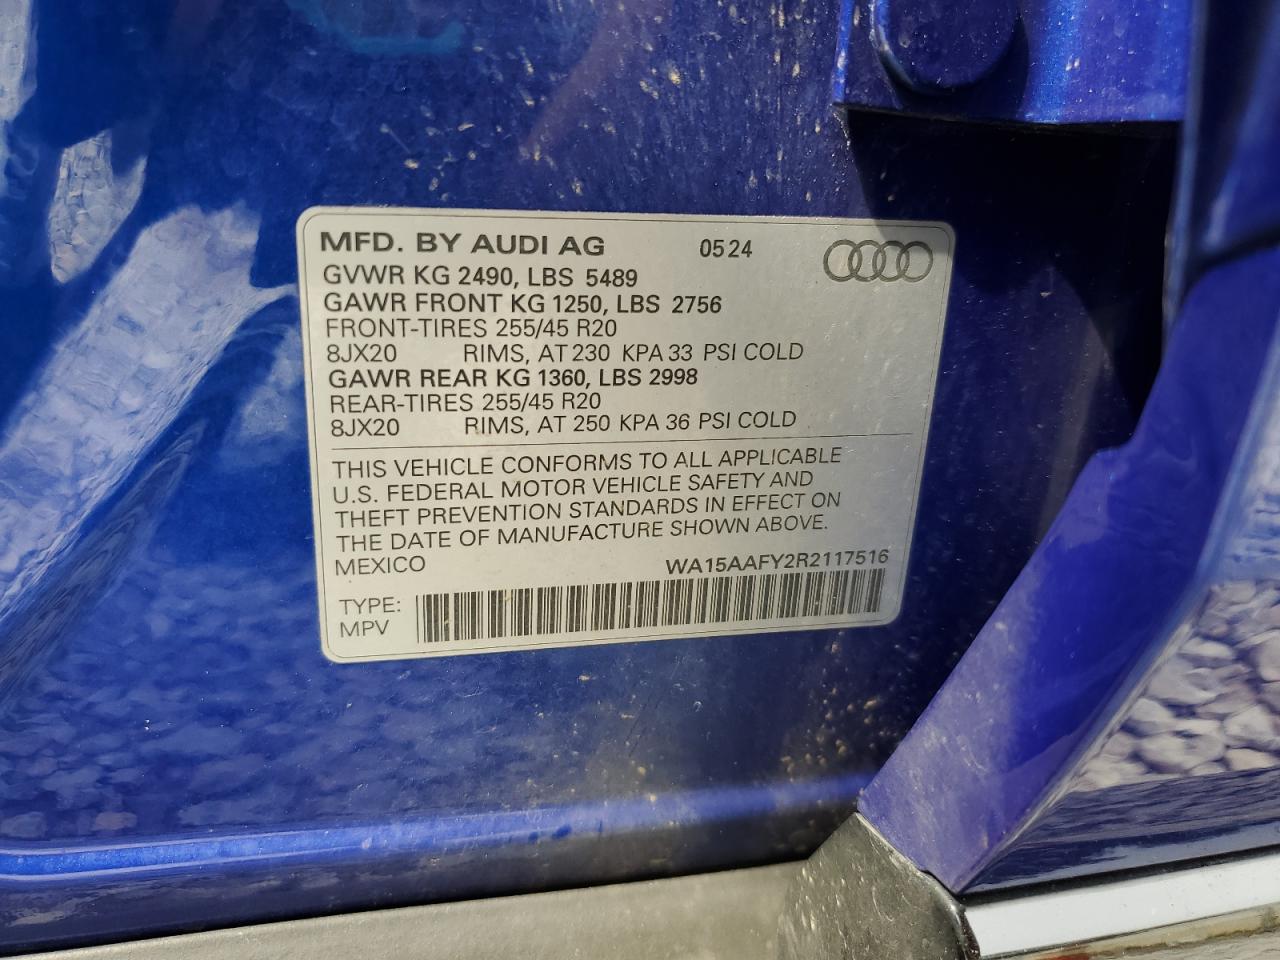 MFD. BY AUDI AG 05 24
GVWR KG 2490, LBS 5489
GAWR FRONT KG 1250, LBS 2756
FRONT-TIRES 255/45 R20
8JX20 RIMS, AT 230 KPA 33 PSI COLD
GAWR REAR KG 1360, LBS 2998
REAR-TIRES 255/45 R20
8JX20 RIMS, AT 250 KPA 36 PSI COLD
THIS VEHICLE CONFORMS TO ALL APPLICABLE
U.S. FEDERAL MOTOR VEHICLE SAFETY AND
THEFT PREVENTION STANDARDS IN EFFECT ON
THE DATE OF MANUFACTURE SHOWN ABOVE.
MEXICO WA15AAFY2R2117516
TYPE:
MPV